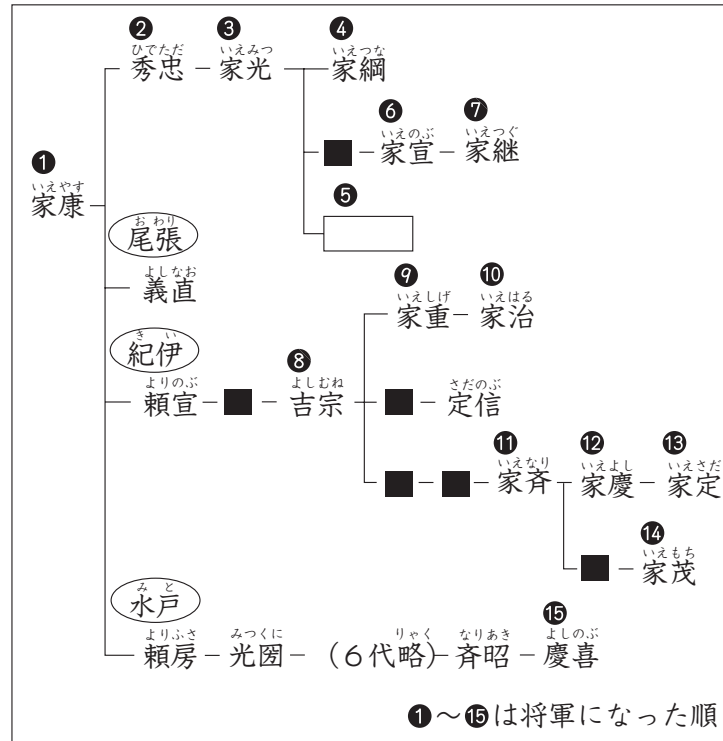 ❷ ❸ ❹
ひでただ いえみつ いえつな
秀忠 家光 家綱
❻ ❼
いえのぶ いえつぐ
家宣 家継
❶
いえやす
家康
❺
おわり
尾張
よしなお
義直
❾ ❿
いえしげ いえはる
家重 家治
きい
紀伊
❽
よりのぶ よしむね さだのぶ
頼宣 吉宗 定信
⓫ ⓬ ⓭
いえなり いえよし いえさだ
家斉 家慶 家定
⓮
いえもち
家茂
みと
水戸
⓯
よりふさ みつくに りゃく なりあき よしのぶ
頼房 光圀 (6代略) 斉昭 慶喜
❶～⓯は将軍になった順